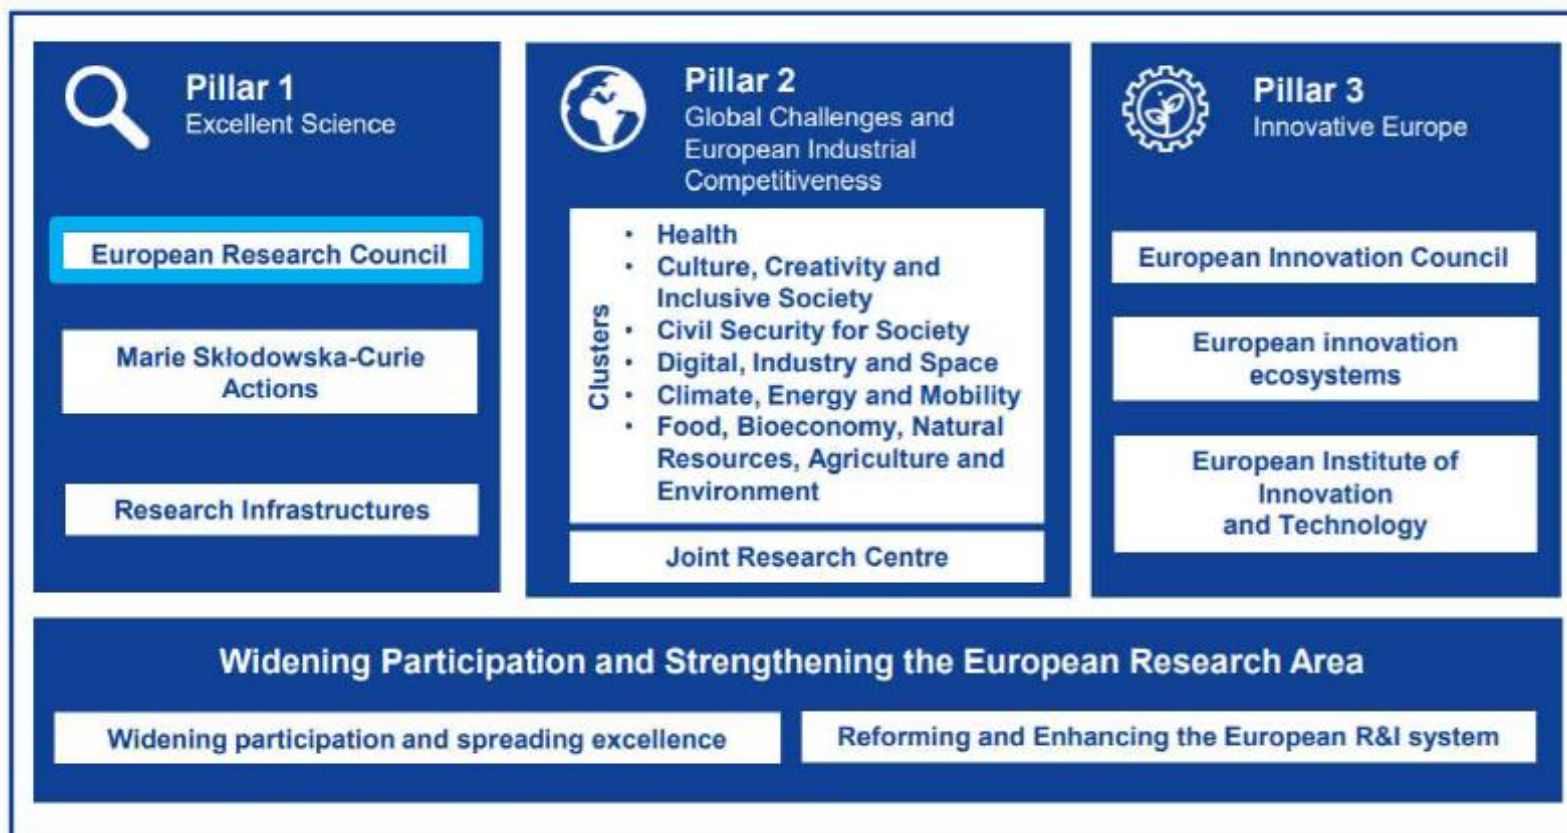 Pillar 1
Excellent Science
European Research Council
Marie Skłodowska-Curie
Actions
Research Infrastructures
Pillar 2
Global Challenges and
European Industrial
Competitiveness
Clusters
• Health
• Culture, Creativity and
Inclusive Society
• Civil Security for Society
• Digital, Industry and Space
• Climate, Energy and Mobility
• Food, Bioeconomy, Natural
Resources, Agriculture and
Environment
Joint Research Centre
Pillar 3
Innovative Europe
European Innovation Council
European innovation
ecosystems
European Institute of
Innovation
and Technology
Widening Participation and Strengthening the European Research Area
Widening participation and spreading excellence
Reforming and Enhancing the European R&I system